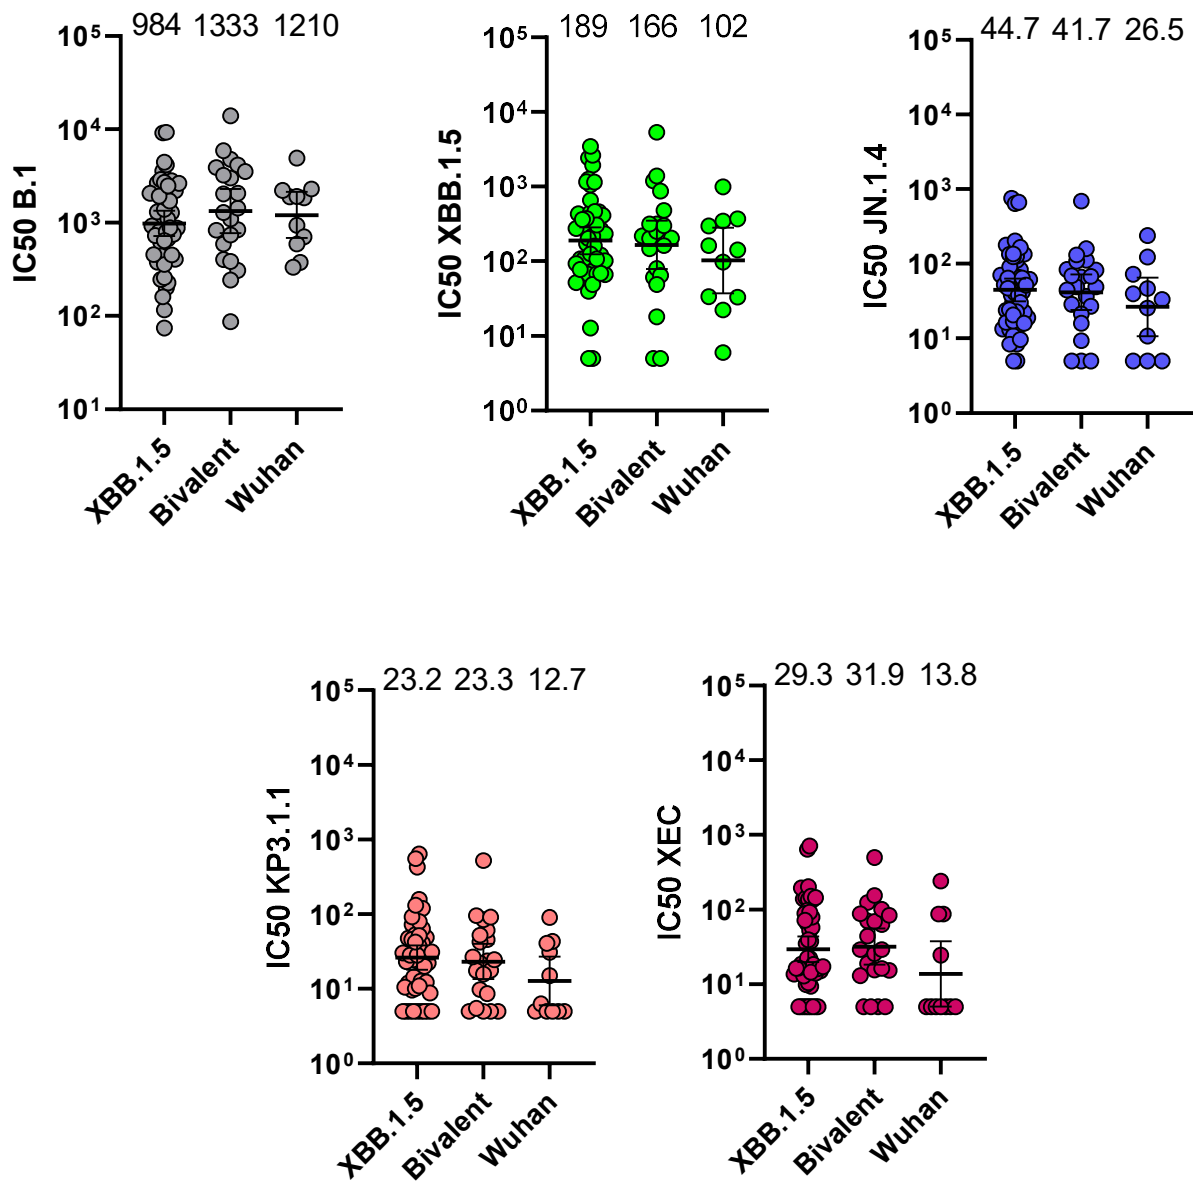 984 1333 1210
10⁵
10⁴
10³
10²
10¹
IC50 B.1
XBB.1.5
Bivalent
Wuhan
189 166 102
10⁵
10⁴
10³
10²
10¹
10⁰
IC50 XBB.1.5
XBB.1.5
Bivalent
Wuhan
44.7 41.7 26.5
10⁵
10⁴
10³
10²
10¹
10⁰
IC50 JN.1.4
XBB.1.5
Bivalent
Wuhan
23.2 23.3 12.7
10⁵
10⁴
10³
10²
10¹
10⁰
IC50 KP3.1.1
XBB.1.5
Bivalent
Wuhan
29.3 31.9 13.8
10⁵
10⁴
10³
10²
10¹
10⁰
IC50 XEC
XBB.1.5
Bivalent
Wuhan